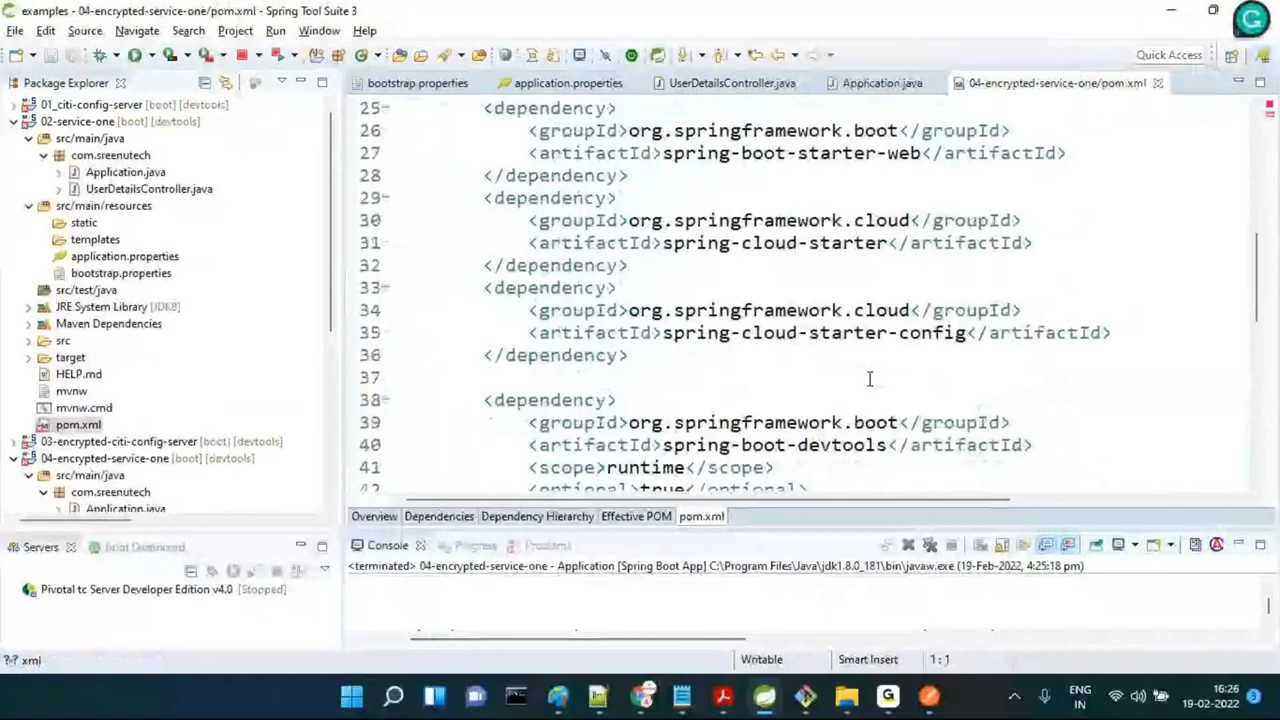 examples - 04-encrypted-service-one/pom.xml - Spring Tool Suite 3
File Edit Source Navigate Search Project Run Window Help
Quick Access
Package Explorer
01_citi-config-server [boot] [devtools]
02-service-one [boot] [devtools]
src/main/java
com.sreenutech
Application.java
UserDetailsController.java
src/main/resources
static
templates
application.properties
bootstrap.properties
src/test/java
JRE System Library [JDK8]
Maven Dependencies
src
target
HELP.md
mvnw
mvnw.cmd
pom.xml
03-encrypted-citi-config-server [boot] [devtools]
04-encrypted-service-one [boot] [devtools]
src/main/java
com.sreenutech
Application.java
bootstrap.properties application.properties UserDetailsController.java Application.java 04-encrypted-service-one/pom.xml
25 <dependency>
26 <groupId>org.springframework.boot</groupId>
27 <artifactId>spring-boot-starter-web</artifactId>
28 </dependency>
29 <dependency>
30 <groupId>org.springframework.cloud</groupId>
31 <artifactId>spring-cloud-starter</artifactId>
32 </dependency>
33 <dependency>
34 <groupId>org.springframework.cloud</groupId>
35 <artifactId>spring-cloud-starter-config</artifactId>
36 </dependency>
37
38 <dependency>
39 <groupId>org.springframework.boot</groupId>
40 <artifactId>spring-boot-devtools</artifactId>
41 <scope>runtime</scope>
42 <optional>true</optional>
Overview Dependencies Dependency Hierarchy Effective POM pom.xml
Servers Boot Dashboard
Pivotal tc Server Developer Edition v4.0 [Stopped]
Console Progress Problems
<terminated> 04-encrypted-service-one - Application [Spring Boot App] C:\Program Files\Java\jdk1.8.0_181\bin\javaw.exe (19-Feb-2022, 4:25:18 pm)
xml Writable Smart Insert 1 : 1
ENG
IN
16:26
19-02-2022